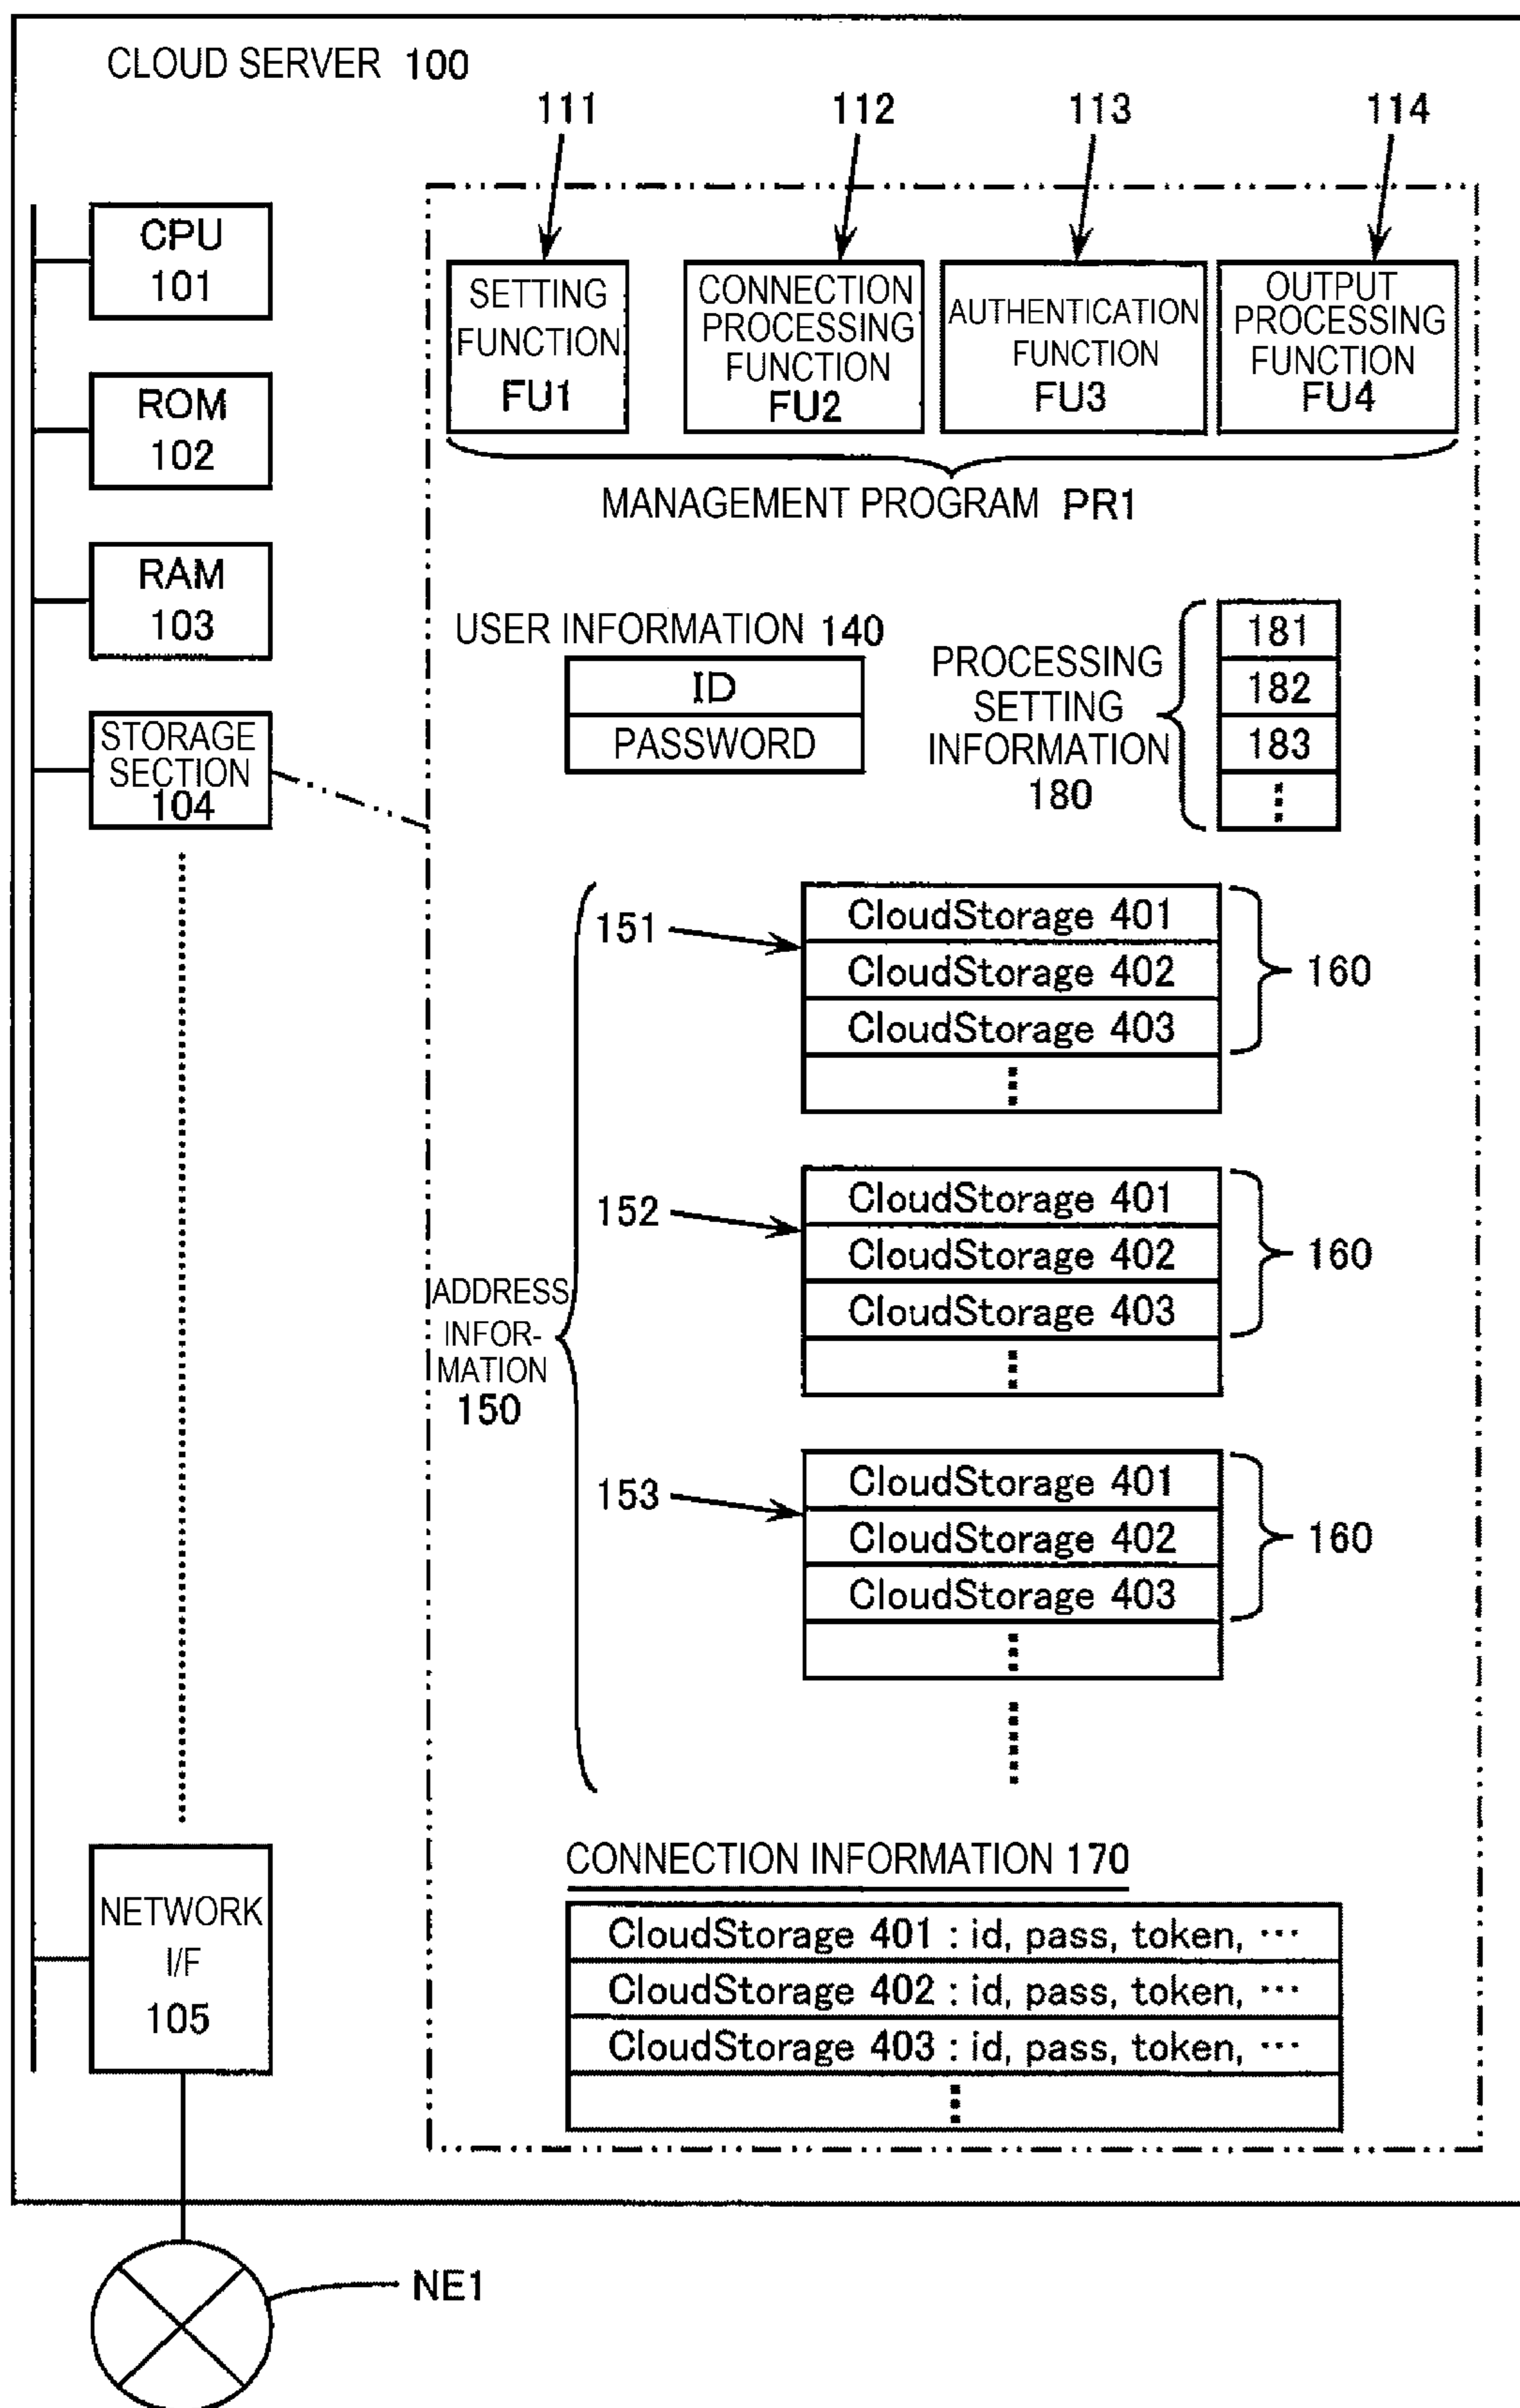 CLOUD SERVER 100
111
112
113
114
CPU
101
ROM
102
RAM
103
STORAGE
SECTION
104
NETWORK
I/F
105
SETTING
FUNCTION
FU1
CONNECTION
PROCESSING
FUNCTION
FU2
AUTHENTICATION
FUNCTION
FU3
OUTPUT
PROCESSING
FUNCTION
FU4
MANAGEMENT PROGRAM PR1
USER INFORMATION 140
ID
PASSWORD
PROCESSING
SETTING
INFORMATION
180
181
182
183
⋮
ADDRESS
INFOR-
MATION
150
151
CloudStorage 401
CloudStorage 402
CloudStorage 403
⋮
160
152
CloudStorage 401
CloudStorage 402
CloudStorage 403
⋮
160
153
CloudStorage 401
CloudStorage 402
CloudStorage 403
⋮
160
CONNECTION INFORMATION 170
CloudStorage 401 : id, pass, token, ⋯
CloudStorage 402 : id, pass, token, ⋯
CloudStorage 403 : id, pass, token, ⋯
⋮
NE1